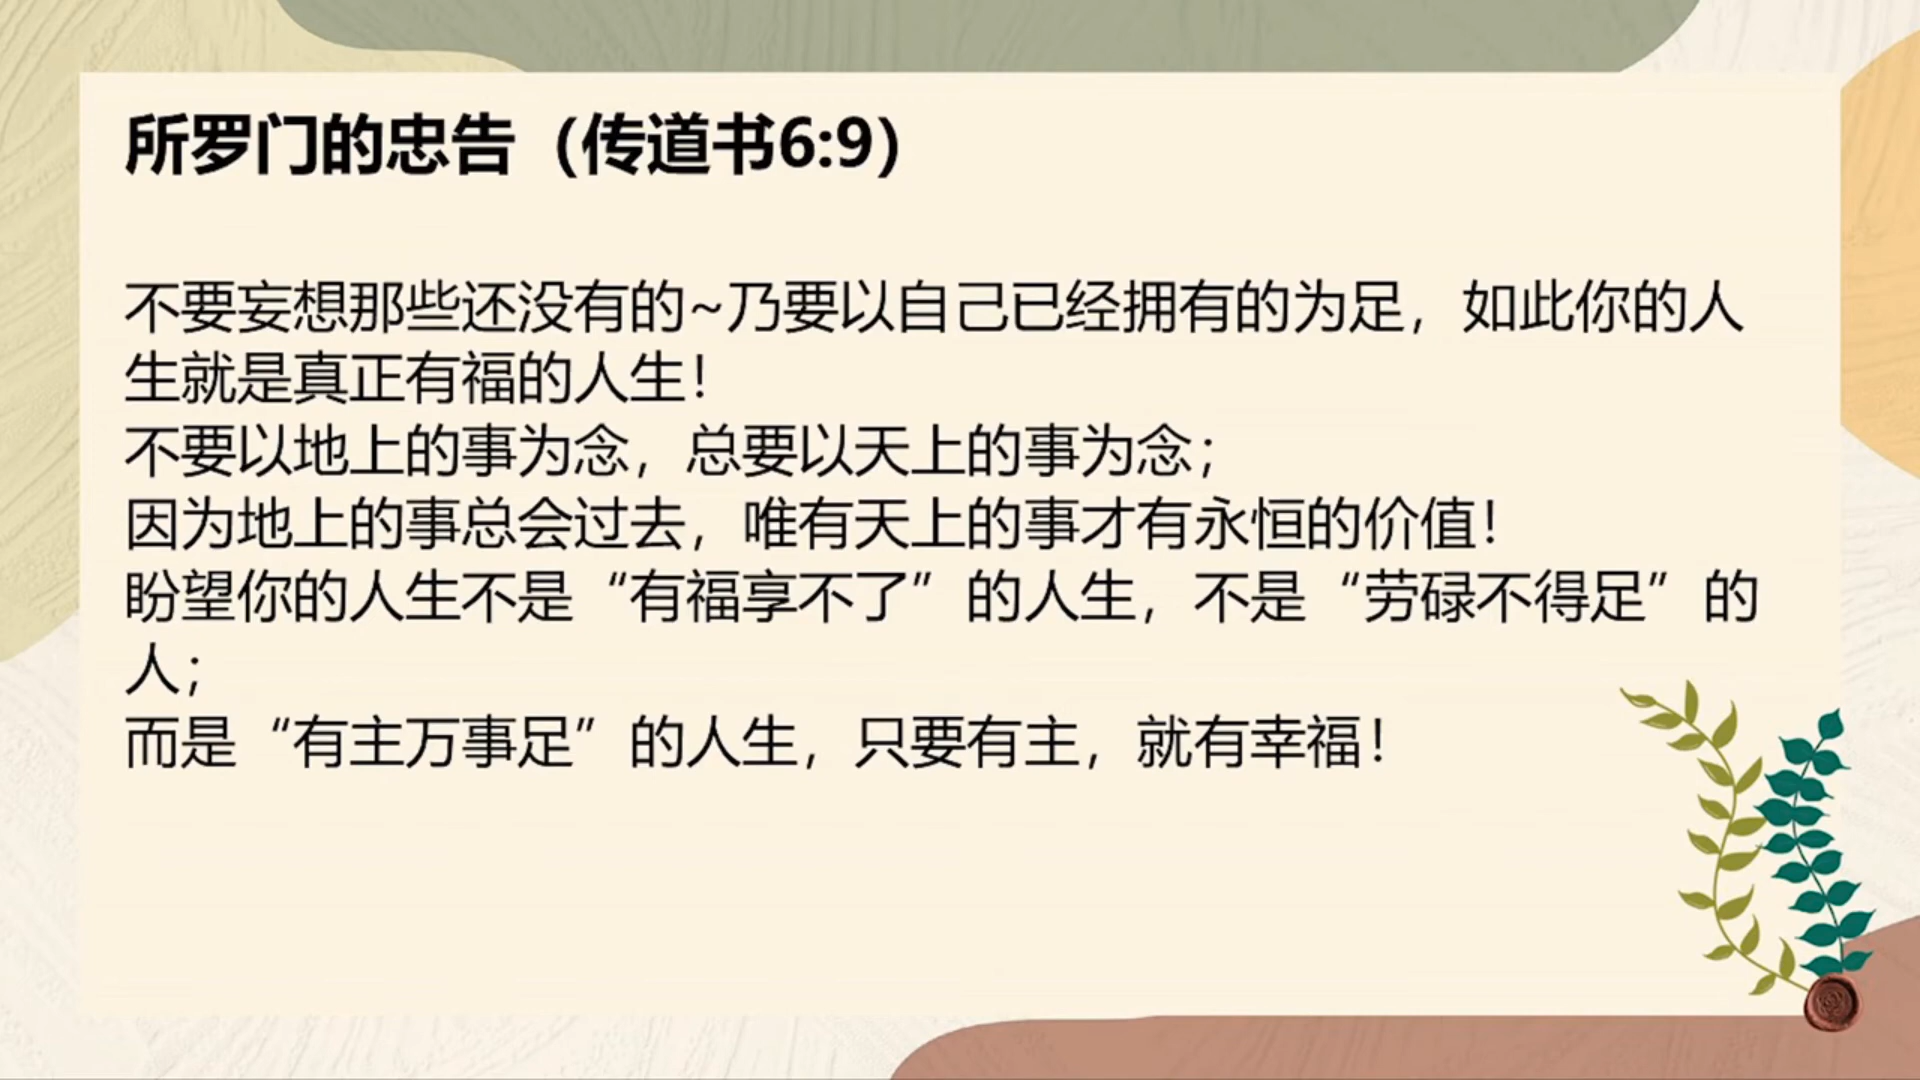 所罗门的忠告（传道书6:9）
不要妄想那些还没有的~乃要以自己已经拥有的为足，如此你的人
生就是真正有福的人生！
不要以地上的事为念，总要以天上的事为念；
因为地上的事总会过去，唯有天上的事才有永恒的价值！
盼望你的人生不是“有福享不了”的人生，不是“劳碌不得足”的
人；
而是“有主万事足”的人生，只要有主，就有幸福！